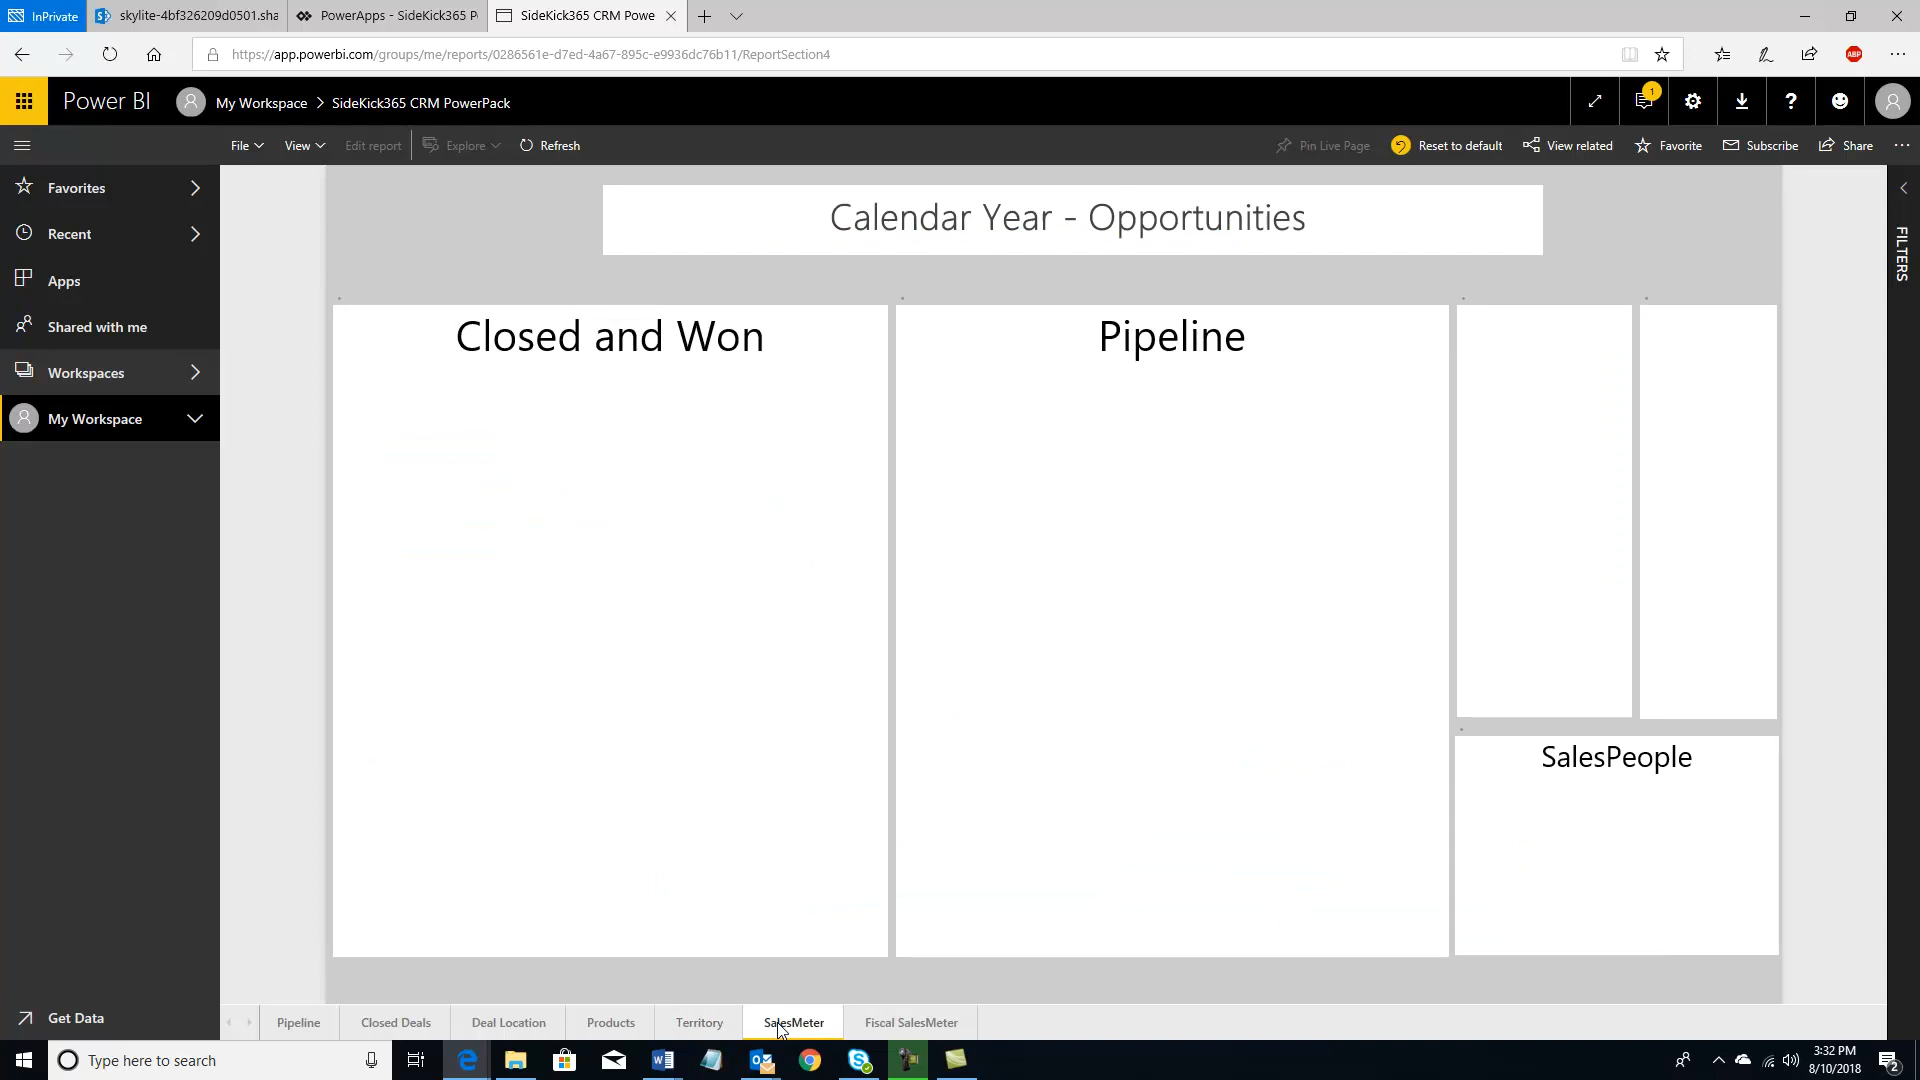 InPrivate
skylite-4bf326209d0501.sha
PowerApps - SideKick365 P
SideKick365 CRM Powe
https://app.powerbi.com/groups/me/reports/0286561e-d7ed-4a67-895c-e9936dc76b11/ReportSection4
ABP
Power BI
My Workspace > SideKick365 CRM PowerPack
1
?
File
View
Edit report
Explore
Refresh
Pin Live Page
Reset to default
View related
Favorite
Subscribe
Share
Favorites
Recent
Apps
Shared with me
Workspaces
My Workspace
Get Data
FILTERS
Calendar Year - Opportunities
Closed and Won
Pipeline
SalesPeople
Pipeline
Closed Deals
Deal Location
Products
Territory
SalesMeter
Fiscal SalesMeter
Type here to search
3:32 PM
8/10/2018
2